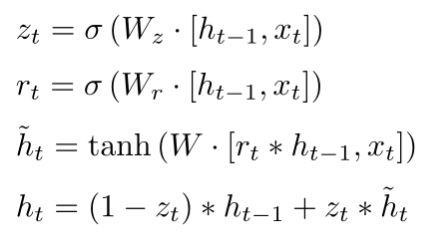 z_t = σ (W_z · [h_{t−1}, x_t])
r_t = σ (W_r · [h_{t−1}, x_t])
h̃_t = tanh (W · [r_t ∗ h_{t−1}, x_t])
h_t = (1 − z_t) ∗ h_{t−1} + z_t ∗ h̃_t